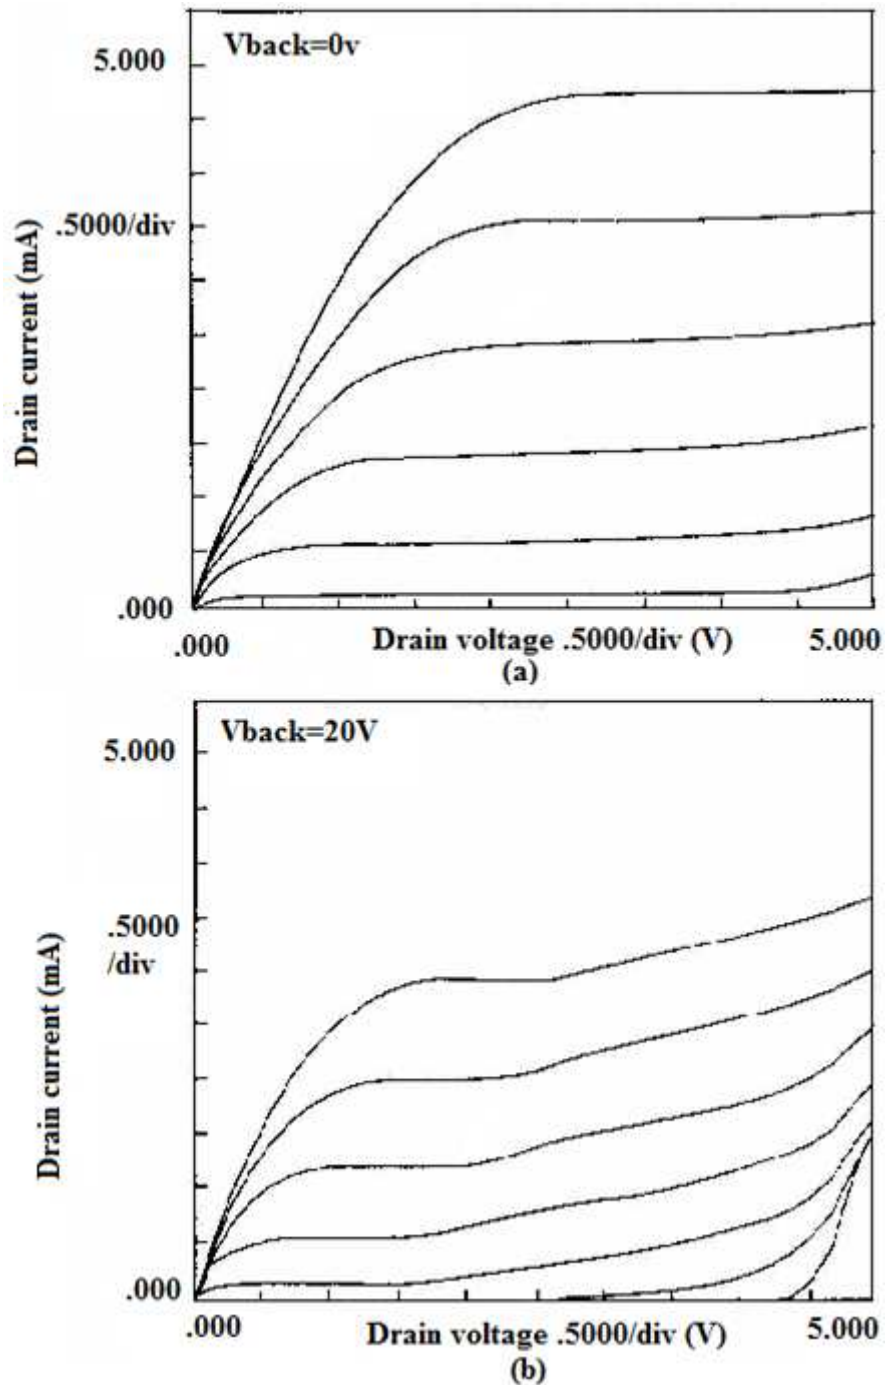 Vback=0v
5.000
.5000/div
Drain current (mA)
.000
.000
Drain voltage .5000/div (V)
5.000
(a)
Vback=20V
5.000
.5000
/div
Drain current (mA)
.000
.000
Drain voltage .5000/div (V)
5.000
(b)